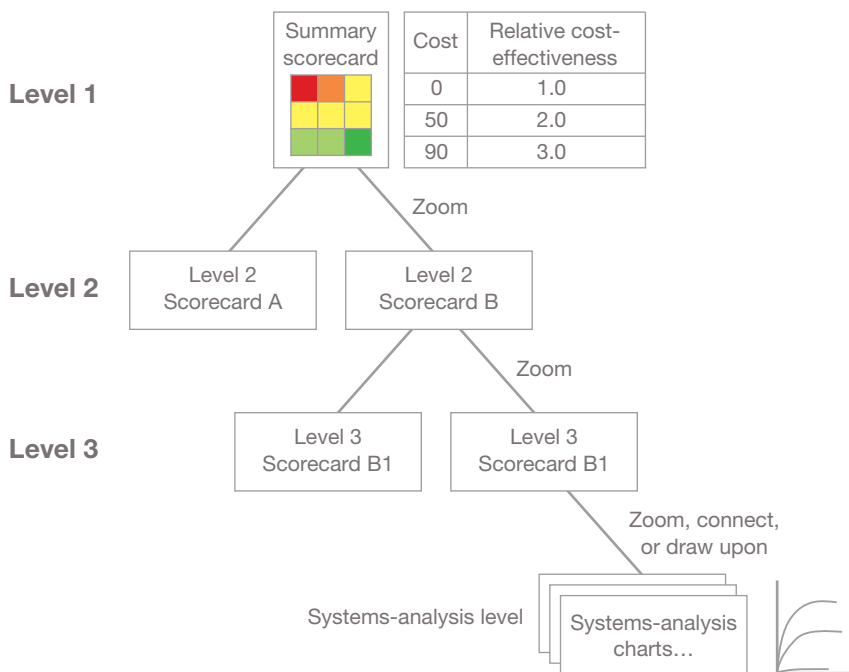 Summary
scorecard
Cost
Relative cost-
effectiveness
0
1.0
50
2.0
90
3.0
Level 1
Zoom
Level 2
Level 2
Scorecard A
Level 2
Scorecard B
Zoom
Level 3
Level 3
Scorecard B1
Level 3
Scorecard B1
Zoom, connect,
or draw upon
Systems-analysis level
Systems-analysis
charts…